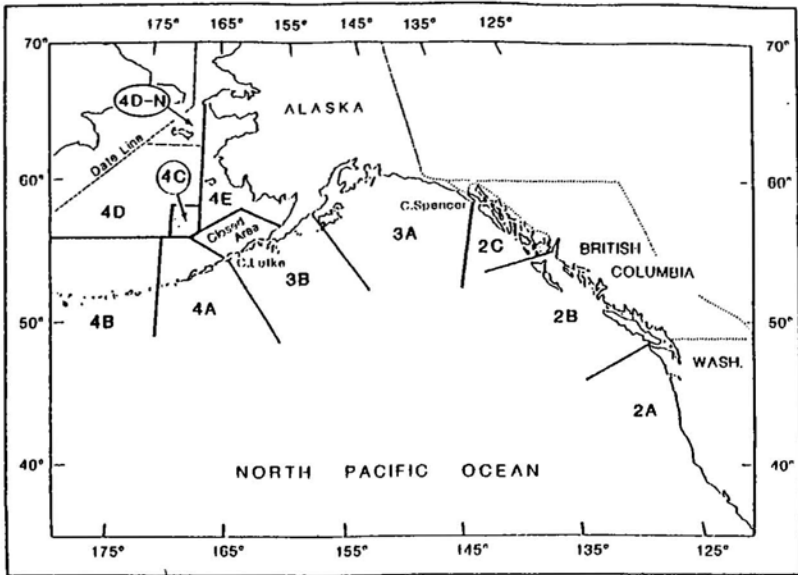 175° 165° 155° 145° 135° 125°
70° 70°
4D-N
ALASKA
Date Line
4C
60° 4E 60°
4D
Closed Area
C.Spencer
3A
2C
BRITISH
COLUMBIA
C.Lutke
3B
4A
4B
50° 50°
2B
WASH.
2A
40° 40°
NORTH PACIFIC OCEAN
175° 165° 155° 145° 135° 125°